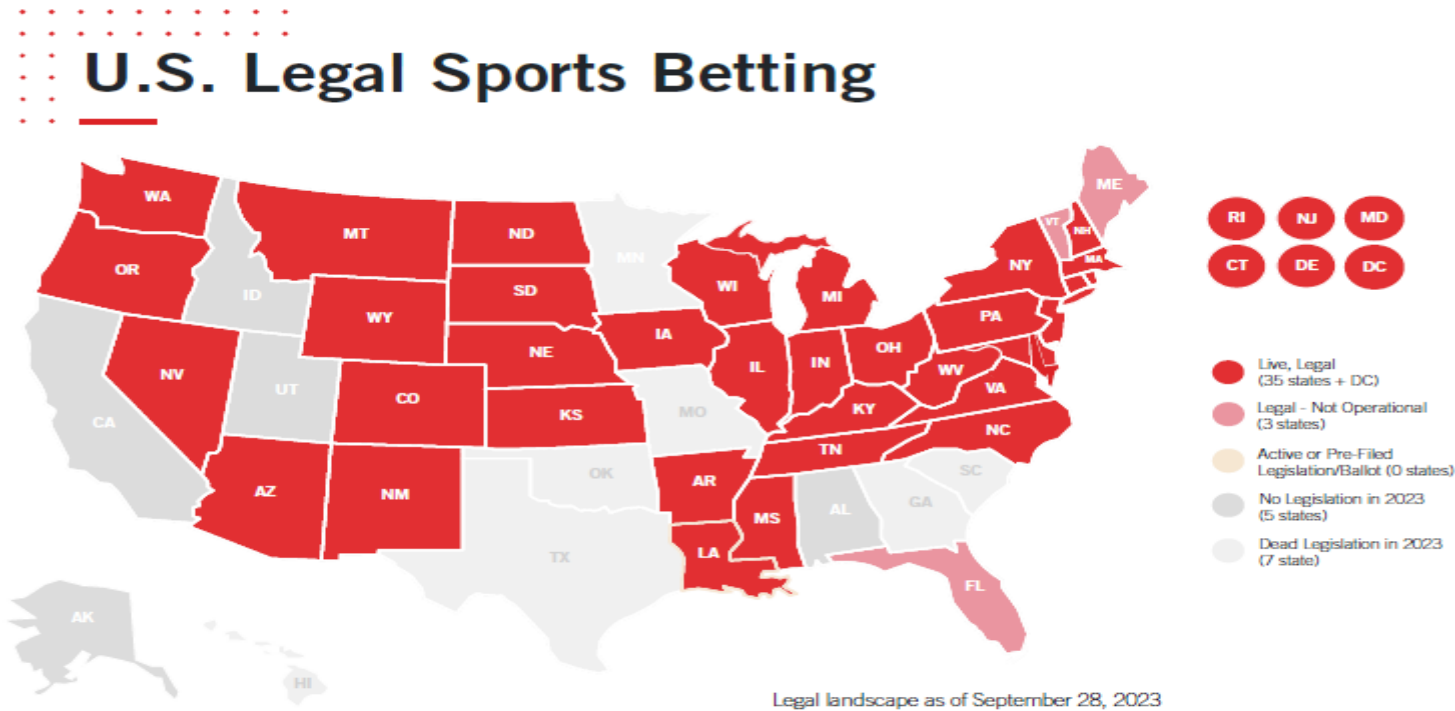 U.S. Legal Sports Betting
WA
MT
ND
MN
ME
VT
NH
OR
ID
SD
WI
MI
NY
MA
WY
IA
PA
NE
OH
NV
UT
CO
IL
IN
WV
VA
CA
KS
MO
KY
NC
TN
OK
AZ
NM
AR
SC
MS
AL
GA
TX
LA
FL
AK
HI
RI
NJ
MD
CT
DE
DC
Live, Legal
(35 states + DC)
Legal - Not Operational
(3 states)
Active or Pre-Filed
Legislation/Ballot (0 states)
No Legislation in 2023
(5 states)
Dead Legislation in 2023
(7 state)
Legal landscape as of September 28, 2023